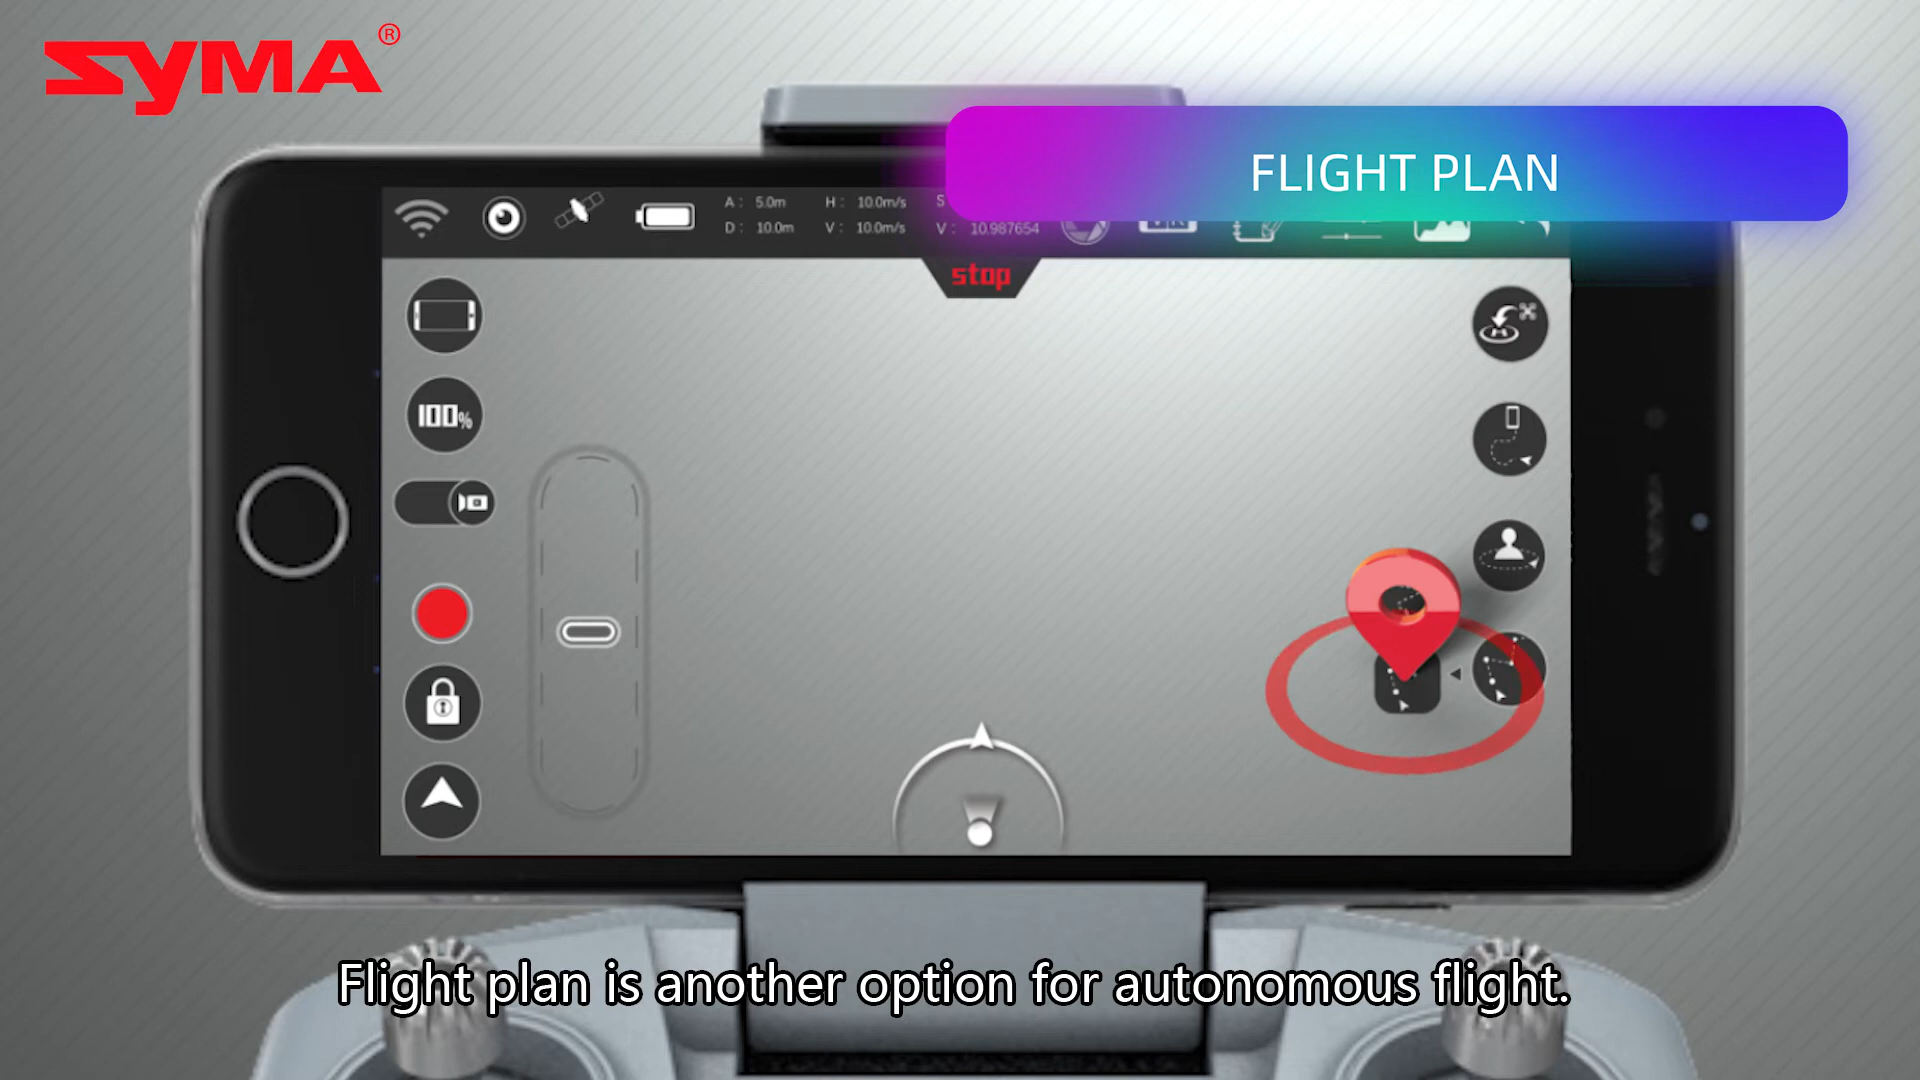 SYMA®
FLIGHT PLAN
A : 5.0m H : 10.0m/s S
D : 10.0m V : 10.0m/s V : 10.987654
stop
100%
Flight plan is another option for autonomous flight.